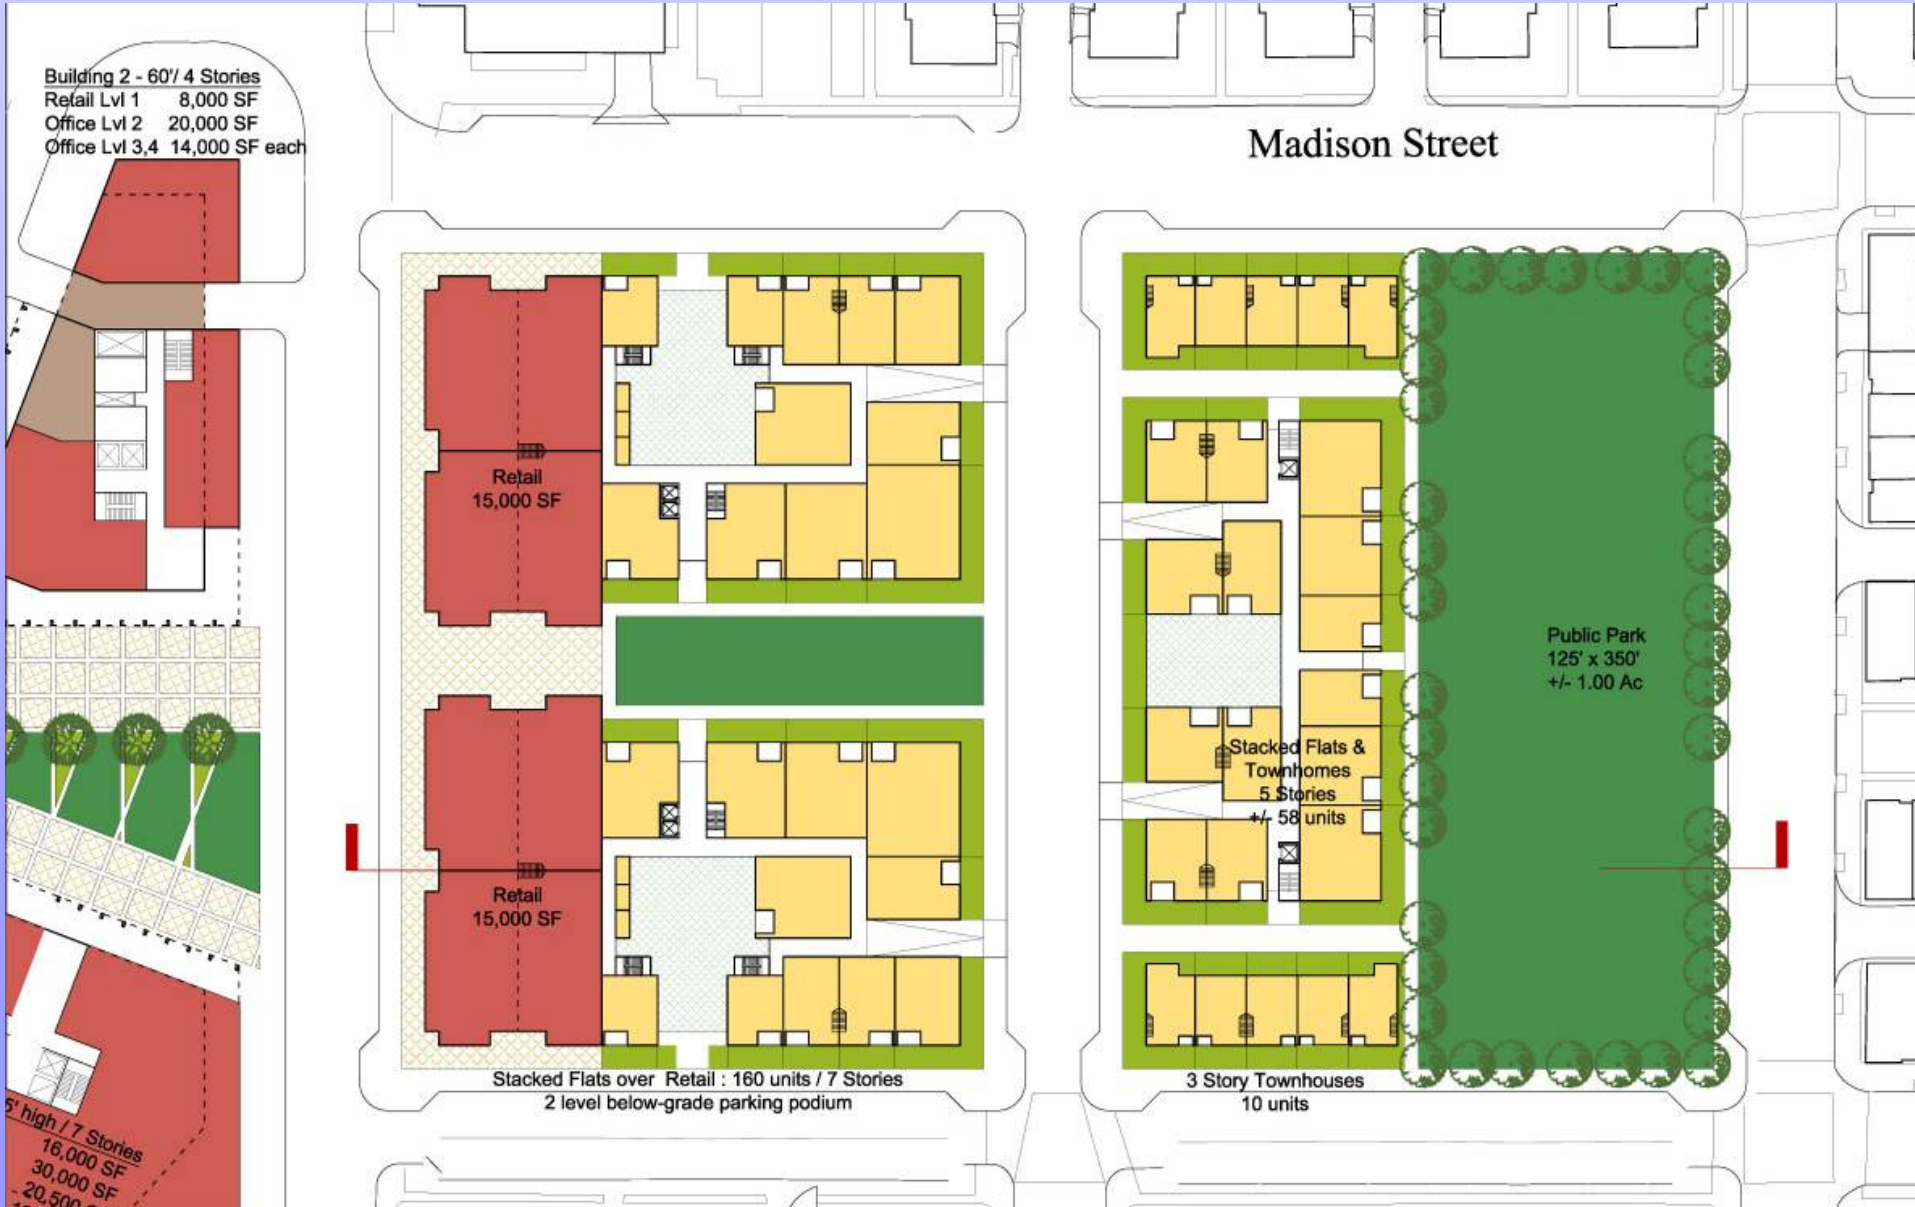 Building 2 - 60'/ 4 Stories
Retail Lvl 1 8,000 SF
Office Lvl 2 20,000 SF
Office Lvl 3,4 14,000 SF each
Madison Street
Retail
15,000 SF
Public Park
125' x 350'
+/- 1.00 Ac
Stacked Flats &
Townhomes
5 Stories
+/- 58 units
Retail
15,000 SF
Stacked Flats over Retail : 160 units / 7 Stories
2 level below-grade parking podium
3 Story Townhouses
10 units
5' high / 7 Stories
16,000 SF
30,000 SF
- 20,500